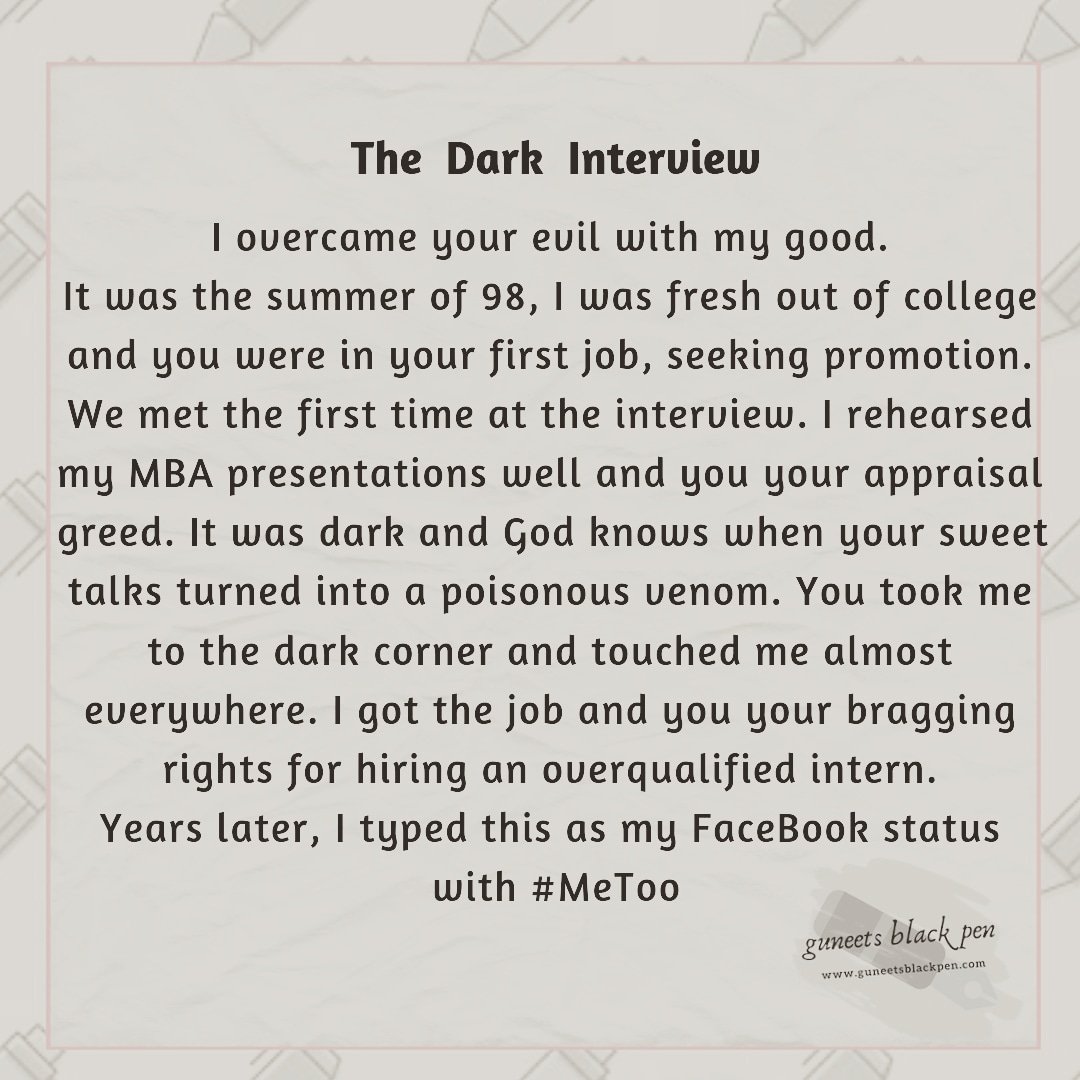 The Dark Interview
I overcame your evil with my good.
It was the summer of 98, I was fresh out of college
and you were in your first job, seeking promotion.
We met the first time at the interview. I rehearsed
my MBA presentations well and you your appraisal
greed. It was dark and God knows when your sweet
talks turned into a poisonous venom. You took me
to the dark corner and touched me almost
everywhere. I got the job and you your bragging
rights for hiring an overqualified intern.
Years later, I typed this as my FaceBook status
with #MeToo
guneets black pen
www.guneetsblackpen.com